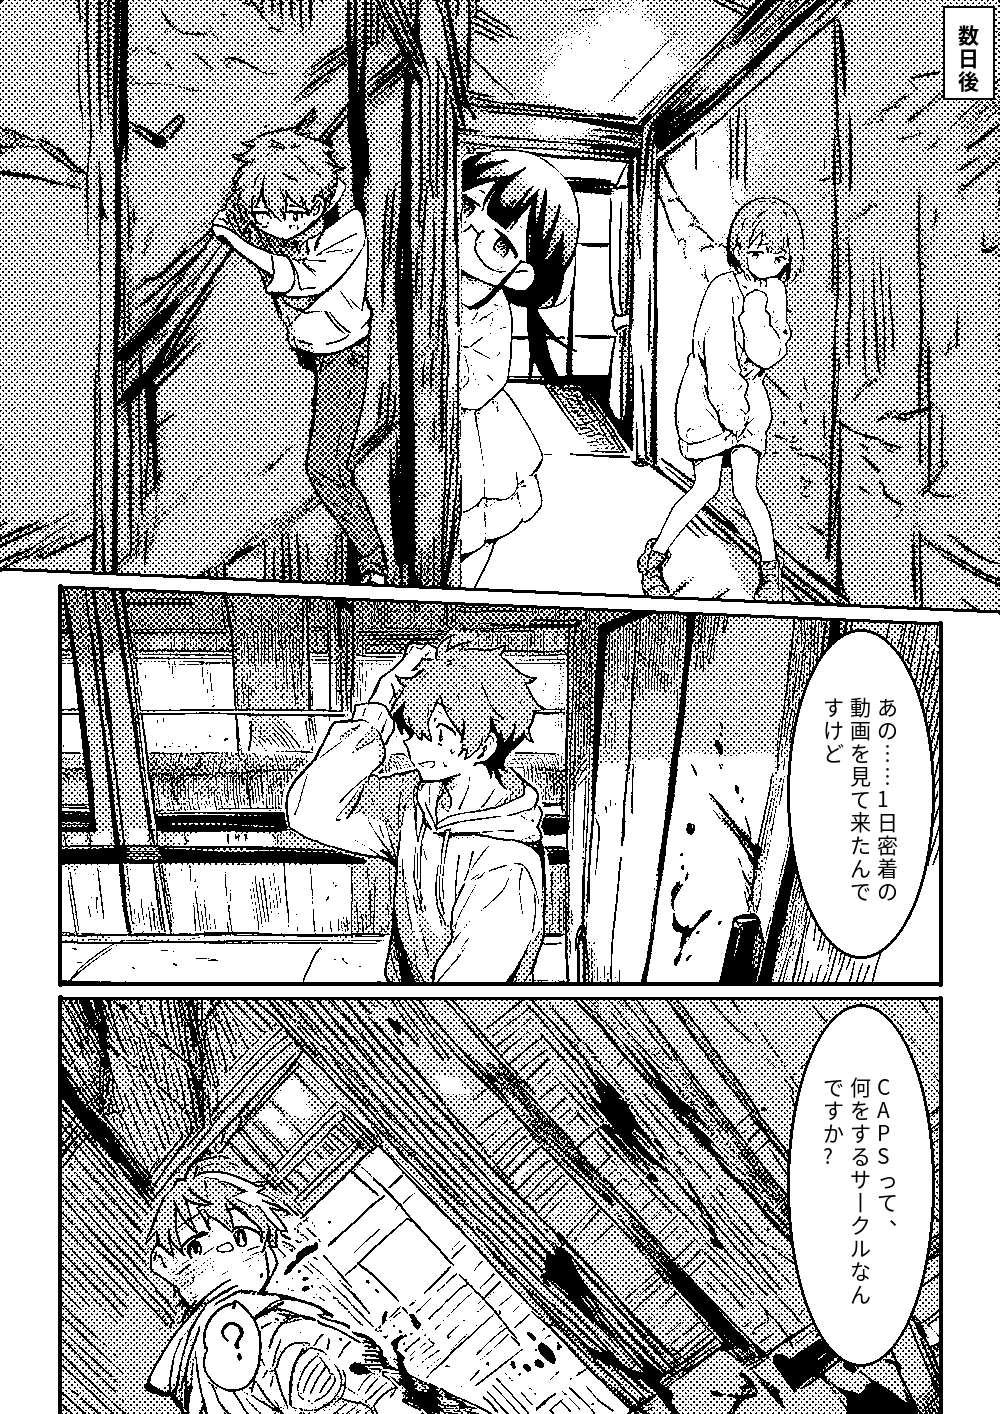 数日後
あの……1日密着の
動画を見て来たんで
すけど
CAPSって、
何をするサークルなん
ですか?
?